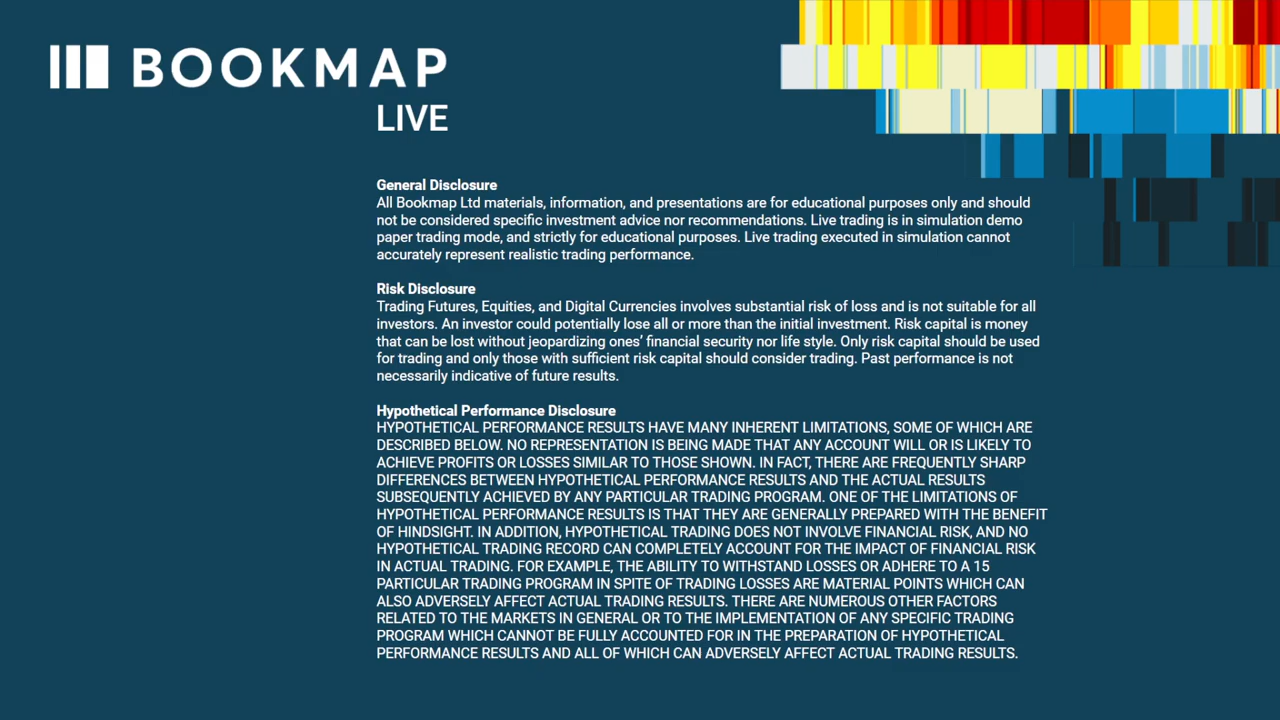 BOOKMAP
LIVE
General Disclosure
All Bookmap Ltd materials, information, and presentations are for educational purposes only and should
not be considered specific investment advice nor recommendations. Live trading is in simulation demo
paper trading mode, and strictly for educational purposes. Live trading executed in simulation cannot
accurately represent realistic trading performance.
Risk Disclosure
Trading Futures, Equities, and Digital Currencies involves substantial risk of loss and is not suitable for all
investors. An investor could potentially lose all or more than the initial investment. Risk capital is money
that can be lost without jeopardizing ones’ financial security nor life style. Only risk capital should be used
for trading and only those with sufficient risk capital should consider trading. Past performance is not
necessarily indicative of future results.
Hypothetical Performance Disclosure
HYPOTHETICAL PERFORMANCE RESULTS HAVE MANY INHERENT LIMITATIONS, SOME OF WHICH ARE
DESCRIBED BELOW. NO REPRESENTATION IS BEING MADE THAT ANY ACCOUNT WILL OR IS LIKELY TO
ACHIEVE PROFITS OR LOSSES SIMILAR TO THOSE SHOWN. IN FACT, THERE ARE FREQUENTLY SHARP
DIFFERENCES BETWEEN HYPOTHETICAL PERFORMANCE RESULTS AND THE ACTUAL RESULTS
SUBSEQUENTLY ACHIEVED BY ANY PARTICULAR TRADING PROGRAM. ONE OF THE LIMITATIONS OF
HYPOTHETICAL PERFORMANCE RESULTS IS THAT THEY ARE GENERALLY PREPARED WITH THE BENEFIT
OF HINDSIGHT. IN ADDITION, HYPOTHETICAL TRADING DOES NOT INVOLVE FINANCIAL RISK, AND NO
HYPOTHETICAL TRADING RECORD CAN COMPLETELY ACCOUNT FOR THE IMPACT OF FINANCIAL RISK
IN ACTUAL TRADING. FOR EXAMPLE, THE ABILITY TO WITHSTAND LOSSES OR ADHERE TO A 15
PARTICULAR TRADING PROGRAM IN SPITE OF TRADING LOSSES ARE MATERIAL POINTS WHICH CAN
ALSO ADVERSELY AFFECT ACTUAL TRADING RESULTS. THERE ARE NUMEROUS OTHER FACTORS
RELATED TO THE MARKETS IN GENERAL OR TO THE IMPLEMENTATION OF ANY SPECIFIC TRADING
PROGRAM WHICH CANNOT BE FULLY ACCOUNTED FOR IN THE PREPARATION OF HYPOTHETICAL
PERFORMANCE RESULTS AND ALL OF WHICH CAN ADVERSELY AFFECT ACTUAL TRADING RESULTS.